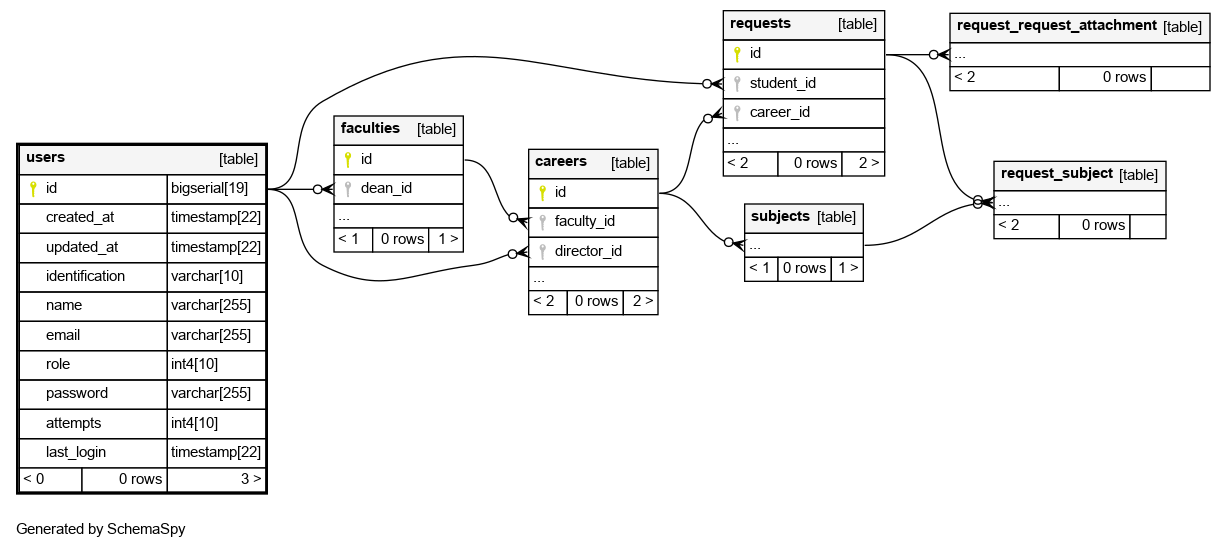 users [table]
id bigserial[19]
created_at timestamp[22]
updated_at timestamp[22]
identification varchar[10]
name varchar[255]
email varchar[255]
role int4[10]
password varchar[255]
attempts int4[10]
last_login timestamp[22]
< 0 0 rows 3 >
faculties [table]
id
dean_id
...
< 1 0 rows 1 >
careers [table]
id
faculty_id
director_id
...
< 2 0 rows 2 >
requests [table]
id
student_id
career_id
...
< 2 0 rows 2 >
subjects [table]
...
< 1 0 rows 1 >
request_request_attachment [table]
...
< 2 0 rows
request_subject [table]
...
< 2 0 rows
Generated by SchemaSpy